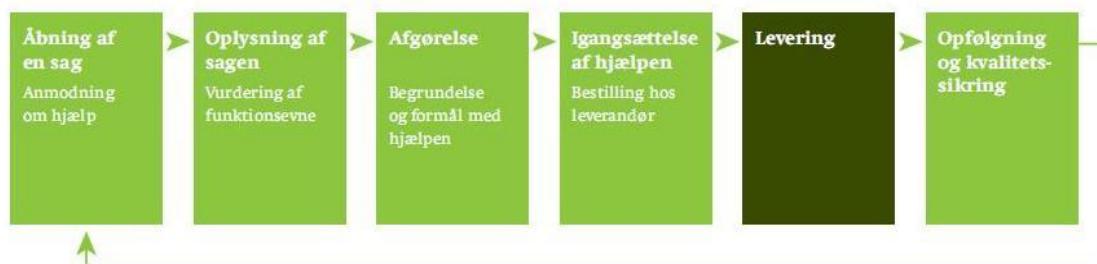 Åbning af
en sag
Anmodning
om hjælp
Oplysning af
sagen
Vurdering af
funktionsevne
Afgørelse
Begrundelse
og formål med
hjælpen
Igangsættelse
af hjælpen
Bestilling hos
leverandør
Levering
Opfølgning
og kvalitets-
sikring